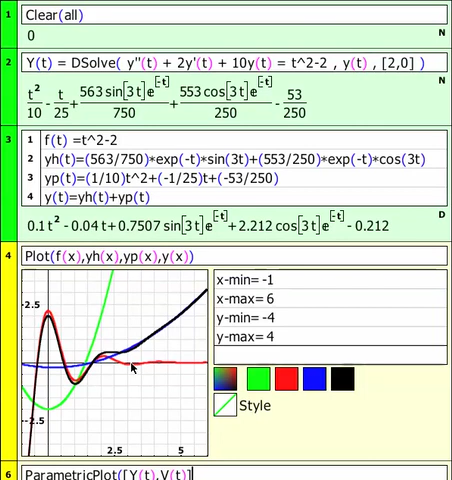 1 Clear(all)
0 N
2 Y(t) = DSolve( y''(t) + 2y'(t) + 10y(t) = t^2-2 , y(t) , [2,0] )
t²/10 - t/25 + 563 sin[3t]e^[-t]/750 + 553 cos[3t]e^[-t]/250 - 53/250 N
3 1 f(t) =t^2-2
2 yh(t)=(563/750)*exp(-t)*sin(3t)+(553/250)*exp(-t)*cos(3t)
3 yp(t)=(1/10)t^2+(-1/25)t+(-53/250)
4 y(t)=yh(t)+yp(t)
0.1t² - 0.04t+0.7507 sin[3t]e^[-t]+2.212 cos[3t]e^[-t] - 0.212 D
4 Plot(f(x),yh(x),yp(x),y(x))
x-min= -1
x-max= 6
y-min= -4
y-max= 4
2.5
-2.5
2.5 5
Style
6 ParametricPlot([Y(t),V(t)]